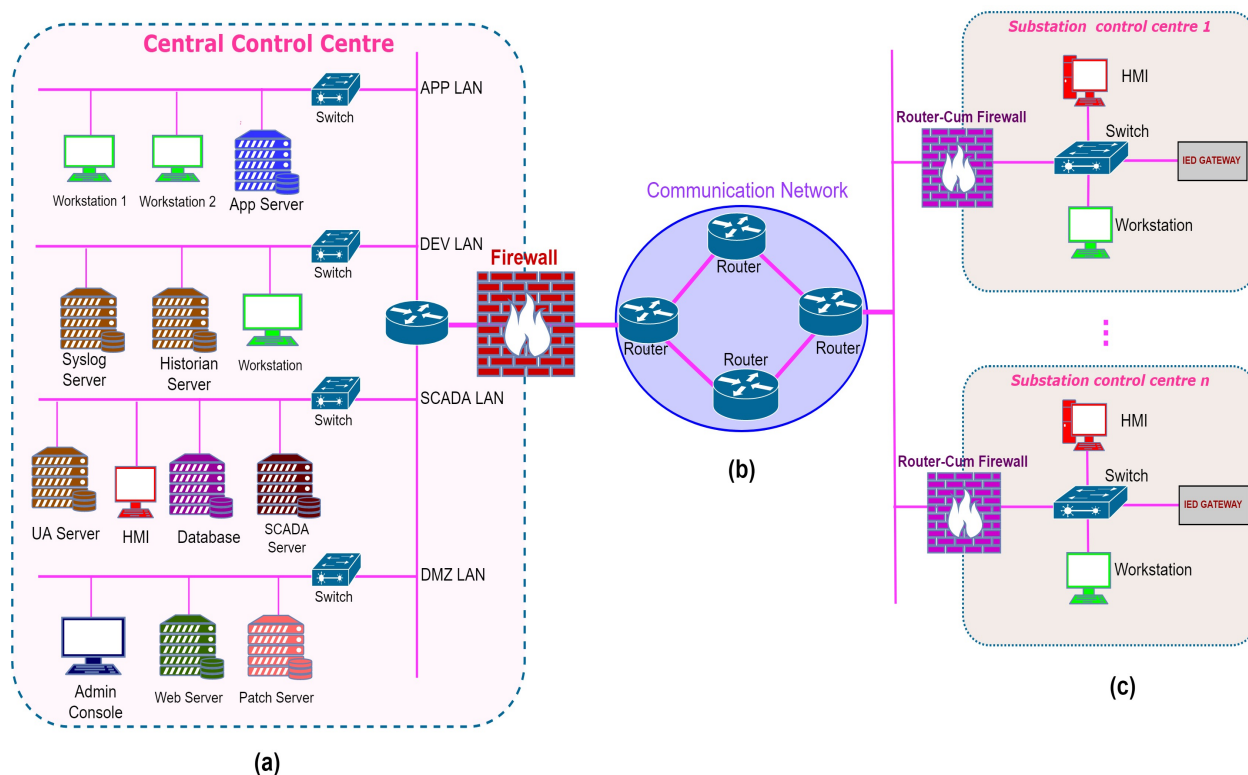 Central Control Centre
APP LAN
Switch
Workstation 1
Workstation 2
App Server
DEV LAN
Switch
Syslog
Server
Historian
Server
Workstation
SCADA LAN
Switch
UA Server
HMI
Database
SCADA
Server
DMZ LAN
Switch
Admin
Console
Web Server
Patch Server
(a)
Firewall
Communication Network
Router
Router
Router
Router
(b)
Substation control centre 1
HMI
Router-Cum Firewall
Switch
IED GATEWAY
Workstation
Substation control centre n
HMI
Router-Cum Firewall
Switch
IED GATEWAY
Workstation
(c)